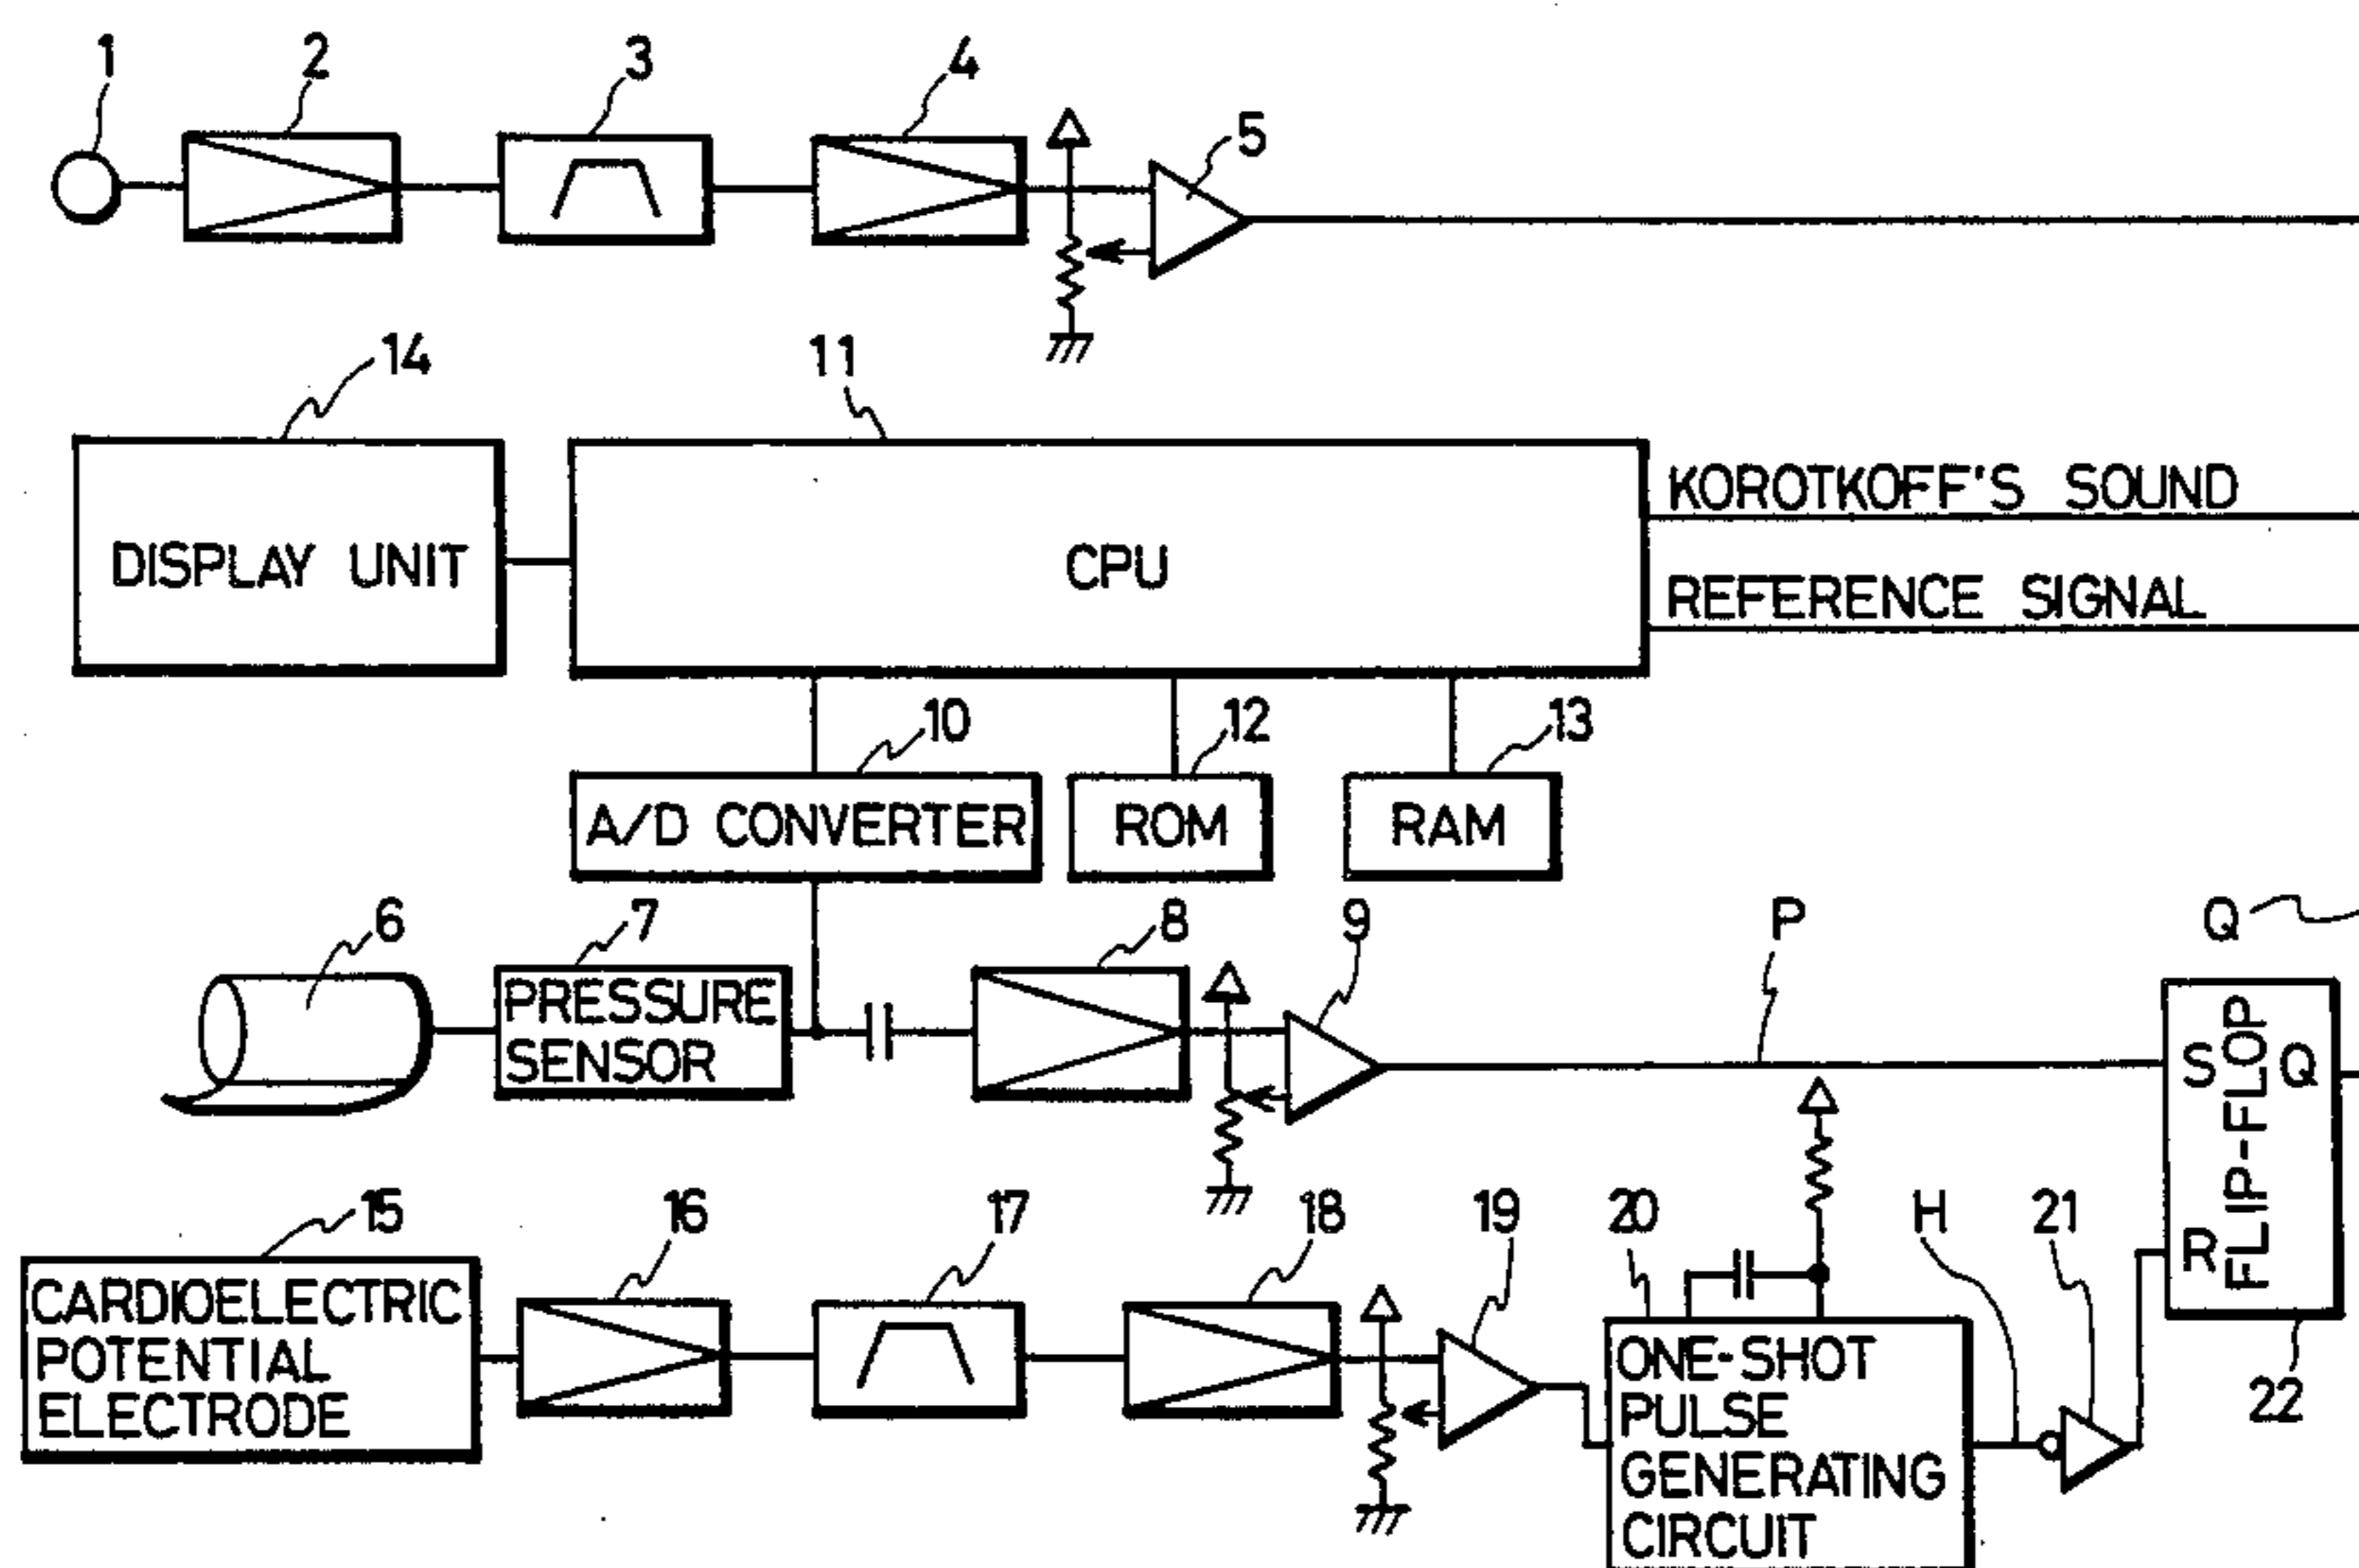 1
2
3
4
5
14
11
DISPLAY UNIT
CPU
KOROTKOFF'S SOUND
REFERENCE SIGNAL
10
12
13
A/D CONVERTER
ROM
RAM
6
7
8
9
P
Q
PRESSURE
SENSOR
S
Q
R
FLIP-FLOP
22
15
16
17
18
19
20
H
21
CARDIOELECTRIC
POTENTIAL
ELECTRODE
ONE-SHOT
PULSE
GENERATING
CIRCUIT